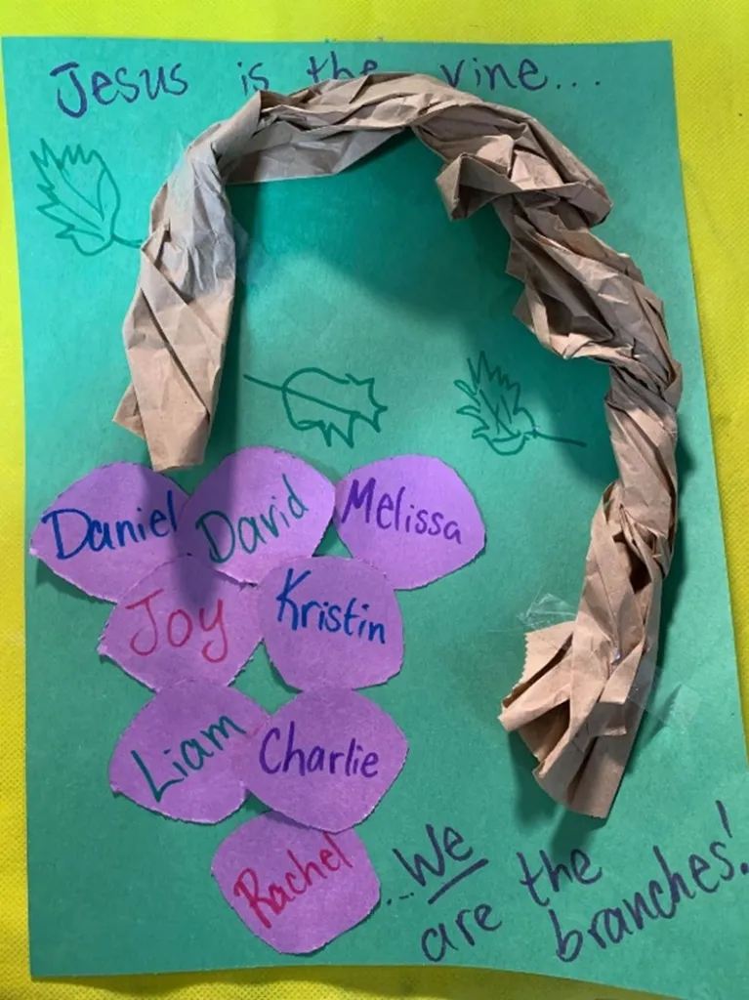 Jesus is the vine...
Daniel David Melissa
Joy Kristin
Liam Charlie
Rachel
...We
are the
branches!